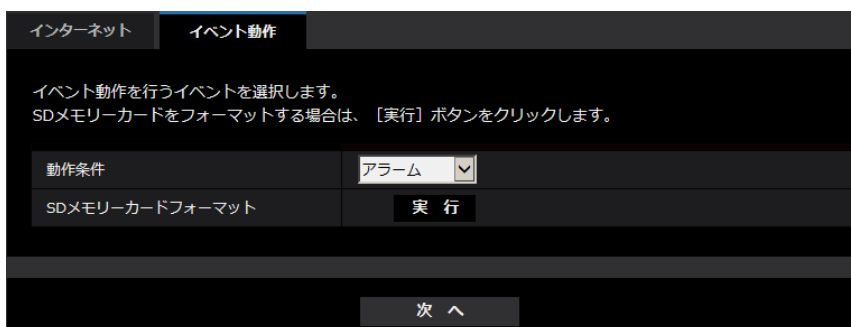 インターネット イベント動作
イベント動作を行うイベントを選択します。
SDメモリーカードをフォーマットする場合は、［実行］ボタンをクリックします。
動作条件 アラーム
SDメモリーカードフォーマット 実 行
次 へ